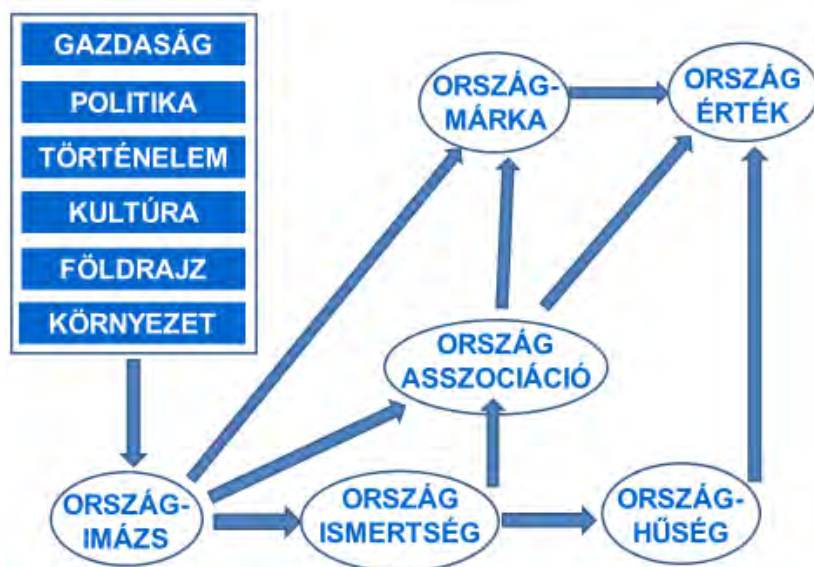 GAZDASÁG
POLITIKA
TÖRTÉNELEM
KULTÚRA
FÖLDRAJZ
KÖRNYEZET
ORSZÁG-
MÁRKA
ORSZÁG
ÉRTÉK
ORSZÁG
ASSZOCIÁCIÓ
ORSZÁG-
IMÁZS
ORSZÁG
ISMERTSÉG
ORSZÁG-
HŰSÉG